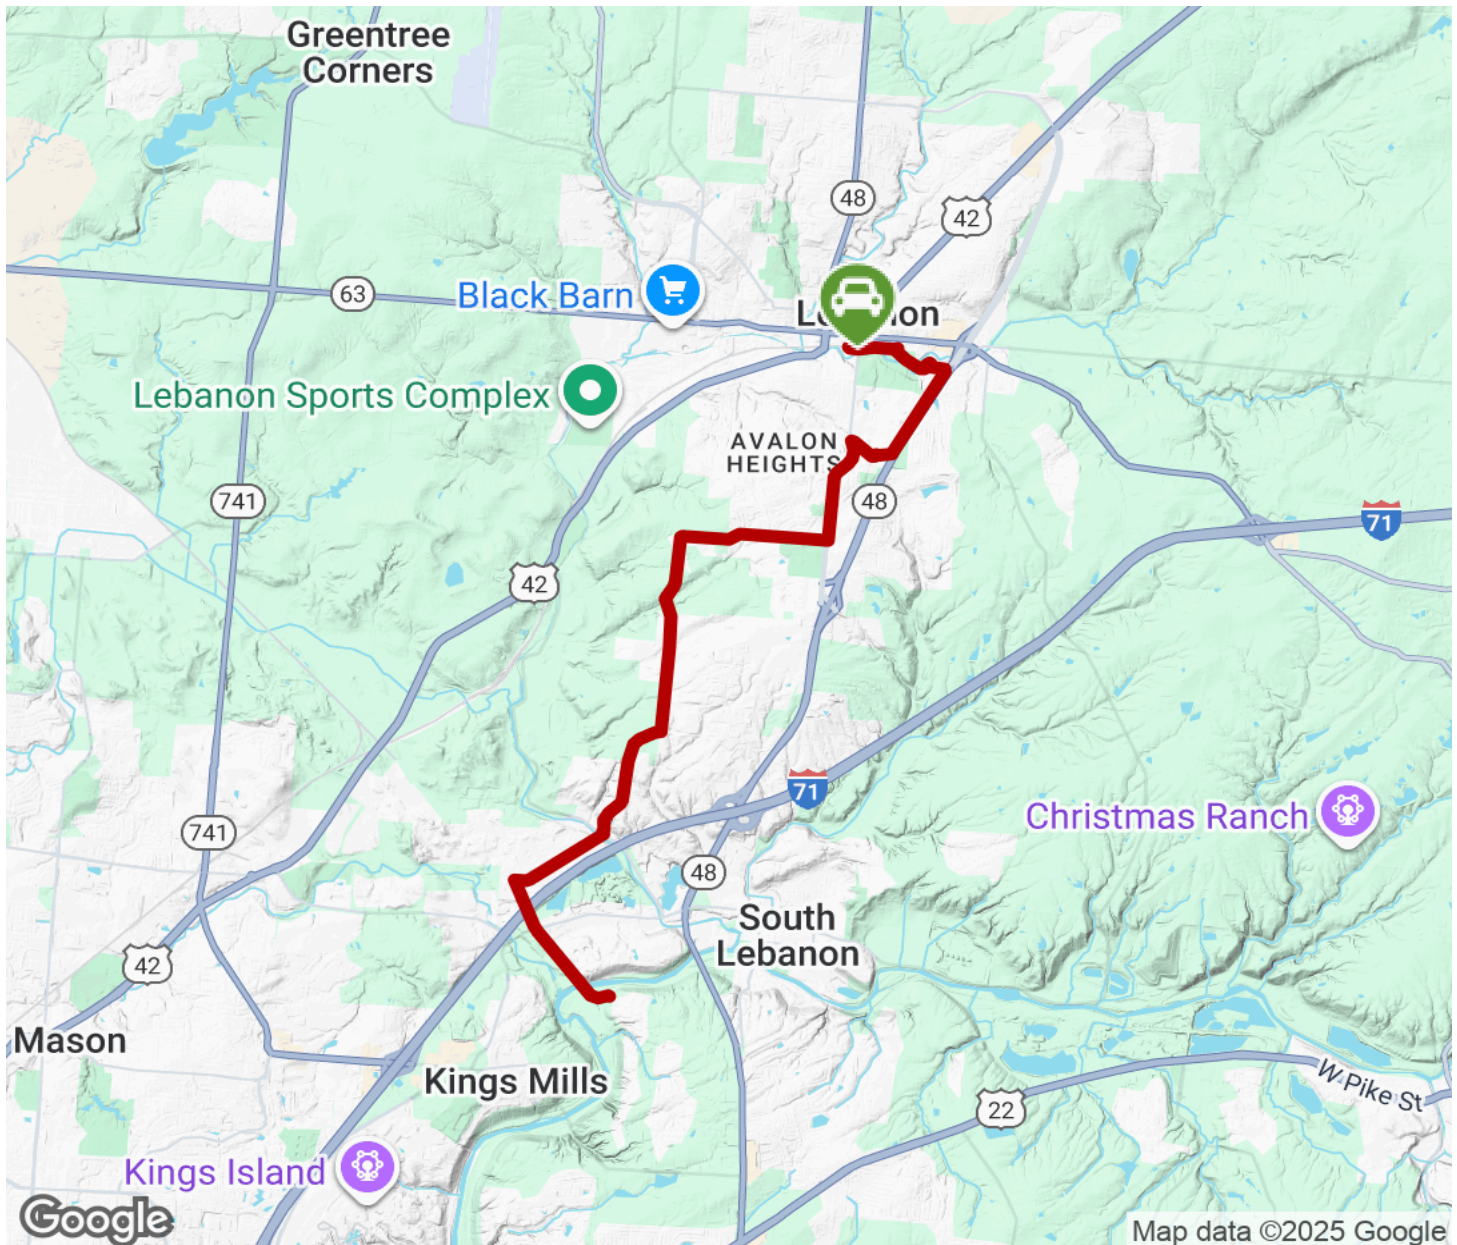 Greentree
Corners
48
42
63
Black Barn
Lebanon Sports Complex
AVALON
HEIGHTS
741
48
71
42
71
741
Christmas Ranch
48
South
Lebanon
42
Mason
Kings Mills
22
W Pike St
Kings Island
Google
Map data ©2025 Google